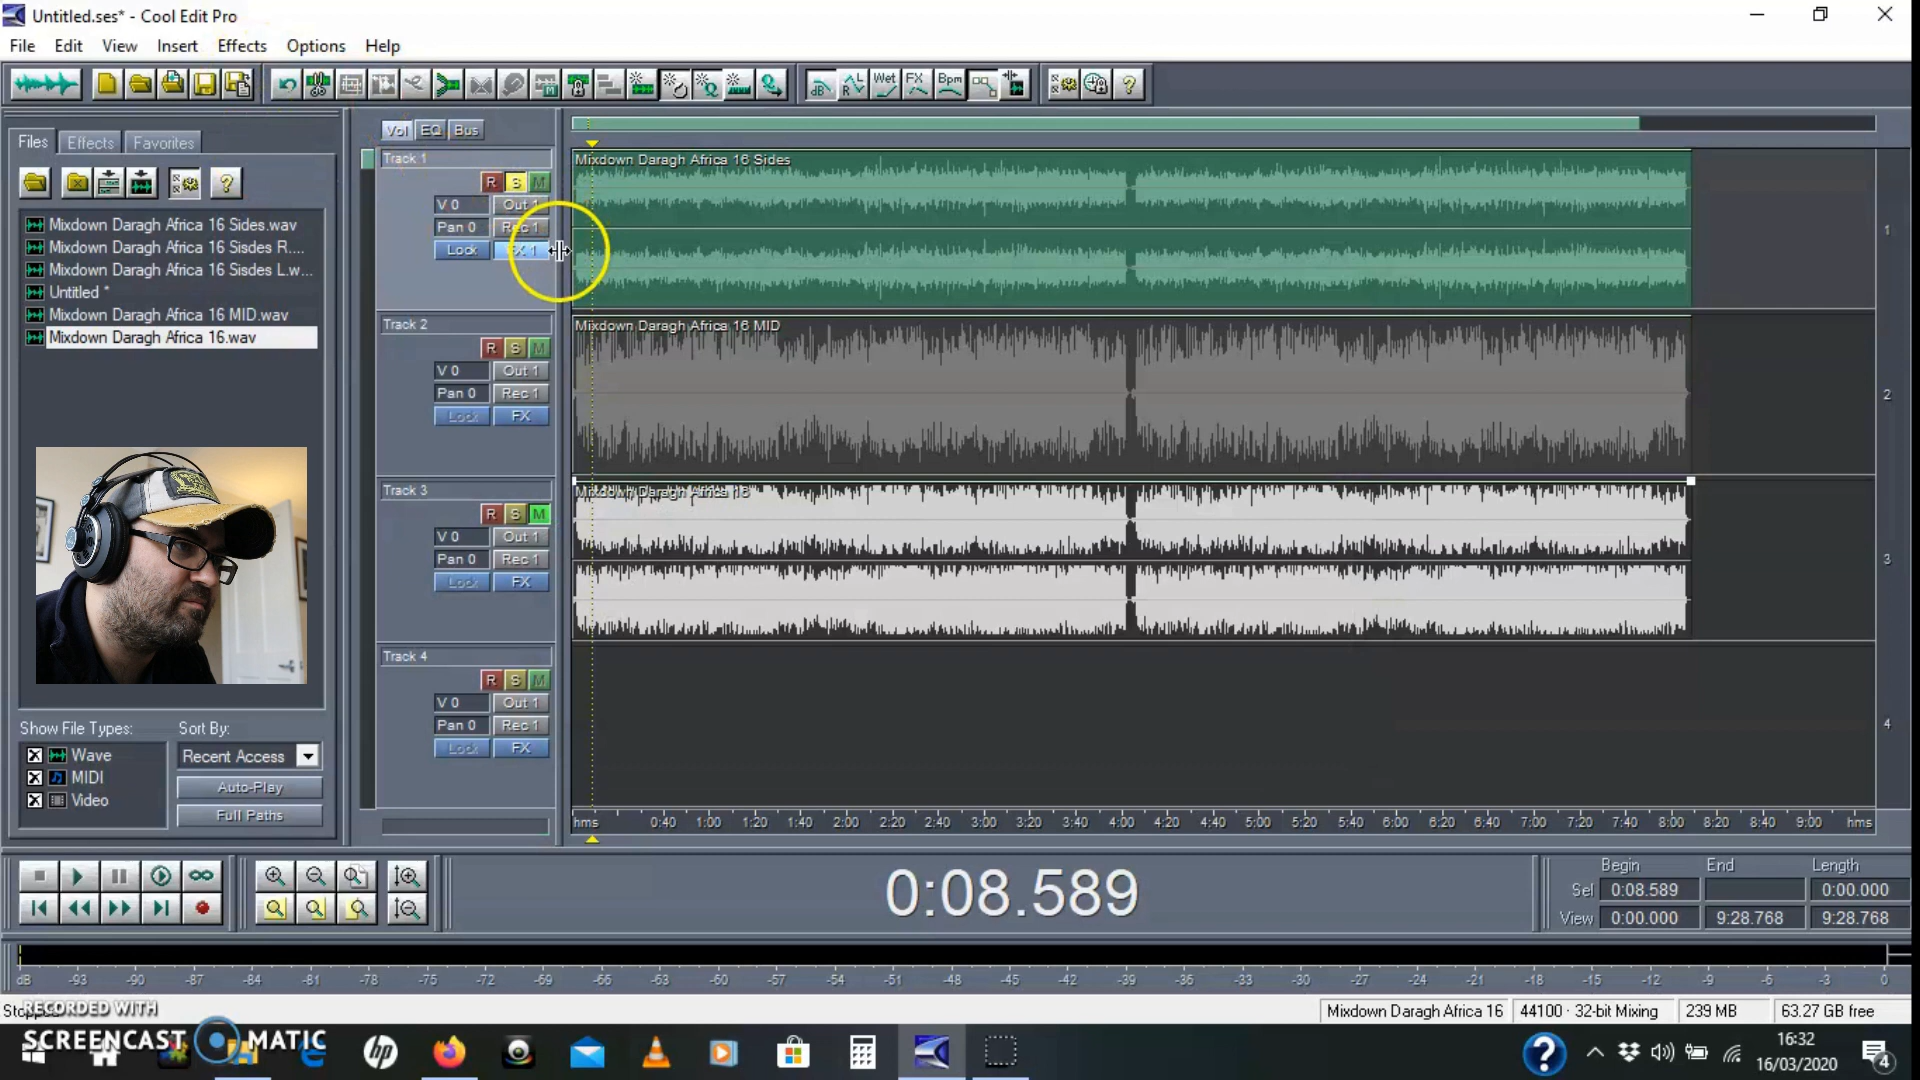 Untitled.ses* - Cool Edit Pro
File Edit View Insert Effects Options Help
Wet FX Bpm
Files Effects Favorites
Vol EQ Bus
Mixdown Daragh Africa 16 Sides.wav
Mixdown Daragh Africa 16 Sisdes R....
Mixdown Daragh Africa 16 Sisdes L.w...
Untitled *
Mixdown Daragh Africa 16 MID.wav
Mixdown Daragh Africa 16.wav
Show File Types: Sort By:
Wave Recent Access
MIDI Auto-Play
Video Full Paths
Track 1
R S M
V 0 Out 1
Pan 0 Rec 1
Lock FX 1
Mixdown Daragh Africa 16 Sides
1
Track 2
R S M
V 0 Out 1
Pan 0 Rec 1
Lock FX
Mixdown Daragh Africa 16 MID
2
Track 3
R S M
V 0 Out 1
Pan 0 Rec 1
Lock FX
Mixdown Daragh Africa 16
3
Track 4
R S M
V 0 Out 1
Pan 0 Rec 1
Lock FX
4
hms 0:40 1:00 1:20 1:40 2:00 2:20 2:40 3:00 3:20 3:40 4:00 4:20 4:40 5:00 5:20 5:40 6:00 6:20 6:40 7:00 7:20 7:40 8:00 8:20 8:40 9:00 hms
0:08.589
Begin End Length
Sel 0:08.589 0:00.000
View 0:00.000 9:28.768 9:28.768
dB -93 -90 -87 -84 -81 -78 -75 -72 -69 -66 -63 -60 -57 -54 -51 -48 -45 -42 -39 -36 -33 -30 -27 -24 -21 -18 -15 -12 -9 -6 -3 0
Mixdown Daragh Africa 16 44100 · 32-bit Mixing 239 MB 63.27 GB free
RECORDED WITH
SCREENCAST MATIC
hp
16:32
16/03/2020
4